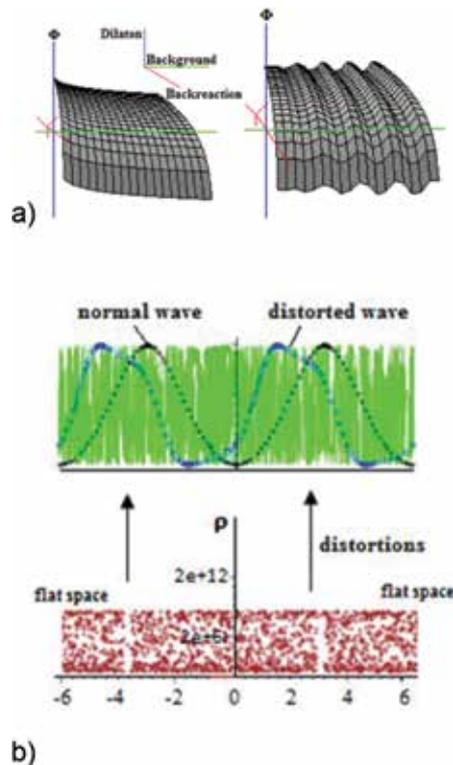 Φ
Dilaton
Background
Backreaction
Φ
a)
normal wave
distorted wave
distortions
ρ
2e+12
flat space
flat space
-6 -4 -2 0 2 4 6
b)